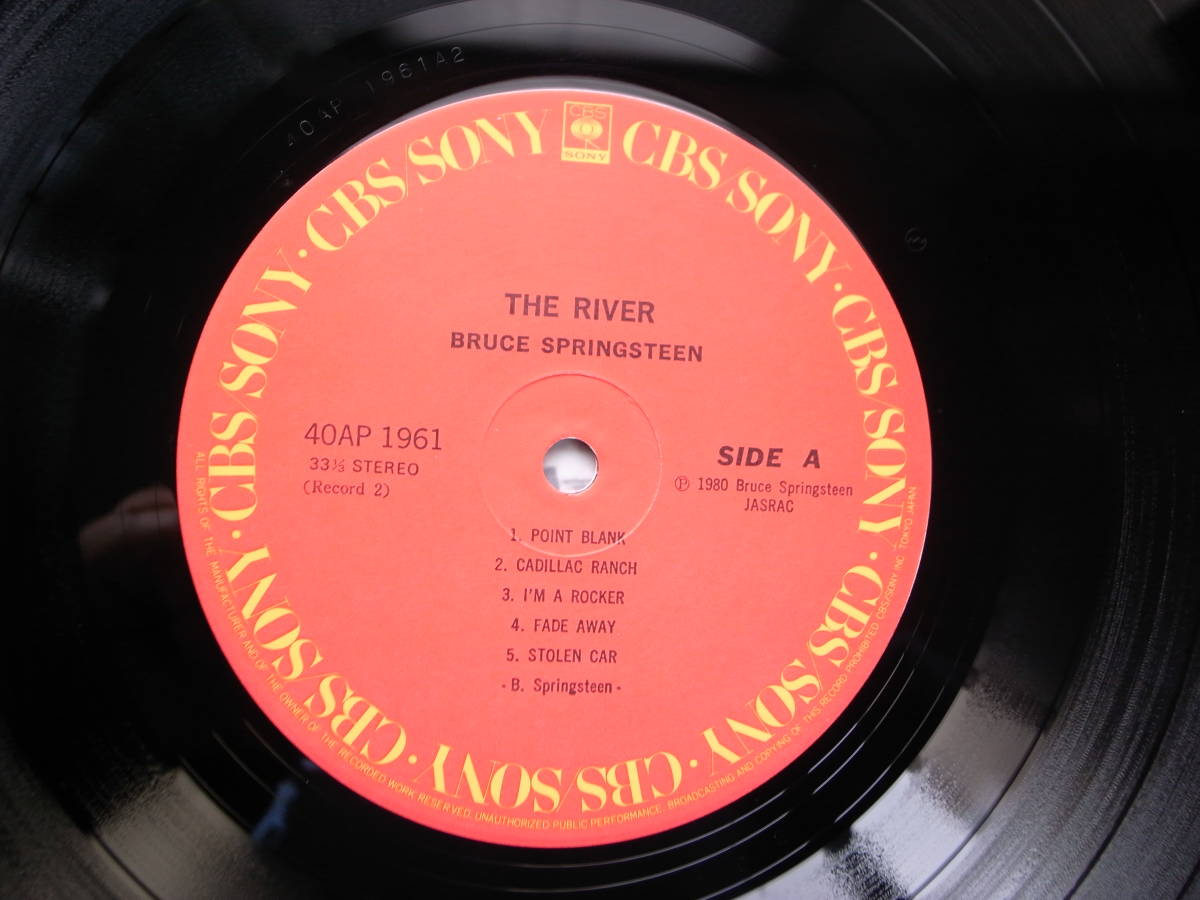 40AP 1961A2
CBS
SONY
CBS/SONY · CBS/SONY · CBS/SONY · CBS/SONY · CBS/SONY · CBS/SONY · CBS/SONY
THE RIVER
BRUCE SPRINGSTEEN
40AP 1961
33⅓ STEREO
(Record 2)
SIDE A
Ⓟ 1980 Bruce Springsteen
JASRAC
1. POINT BLANK
2. CADILLAC RANCH
3. I'M A ROCKER
4. FADE AWAY
5. STOLEN CAR
- B. Springsteen -
ALL RIGHTS OF THE MANUFACTURER AND OF THE OWNER OF THE RECORDED WORK RESERVED. UNAUTHORIZED PUBLIC PERFORMANCE, BROADCASTING AND COPYING OF THIS RECORD PROHIBITED CBS/SONY INC. TOKYO JAPAN